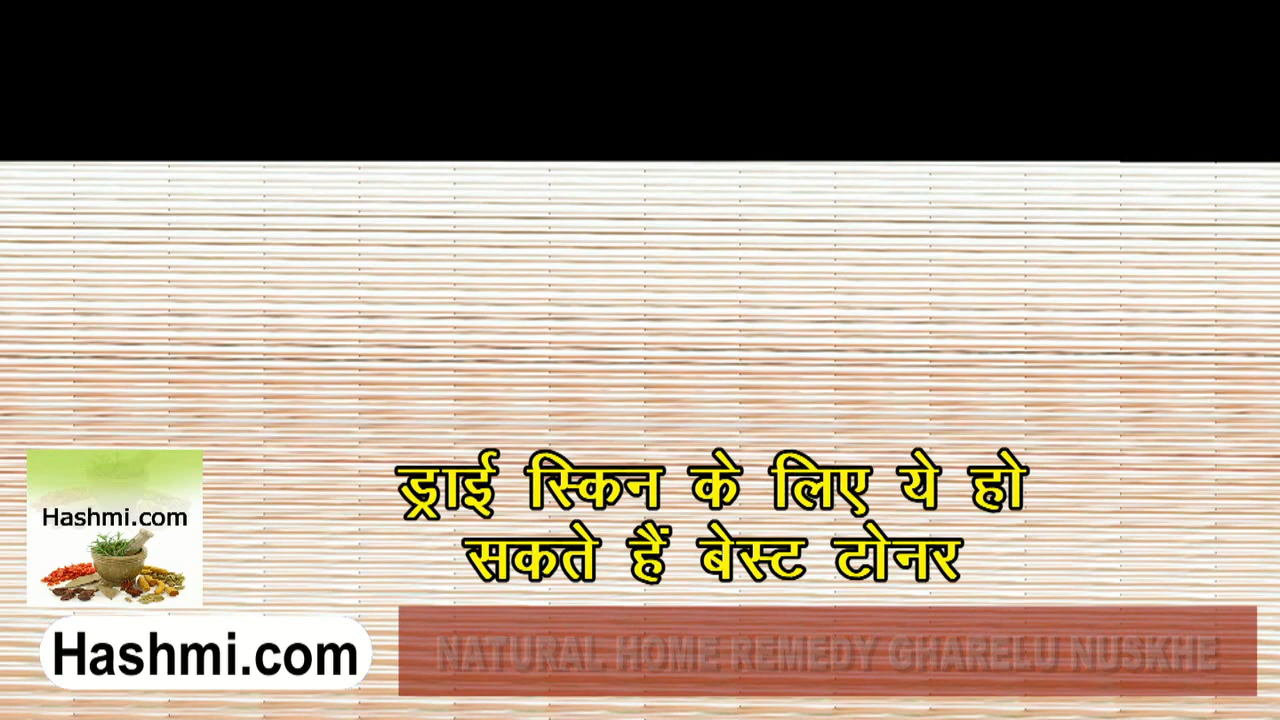 ड्राई स्किन के लिए ये हो
सकते हैं बेस्ट टोनर
Hashmi.com
Hashmi.com
NATURAL HOME REMEDY GHARELU NUSKHE